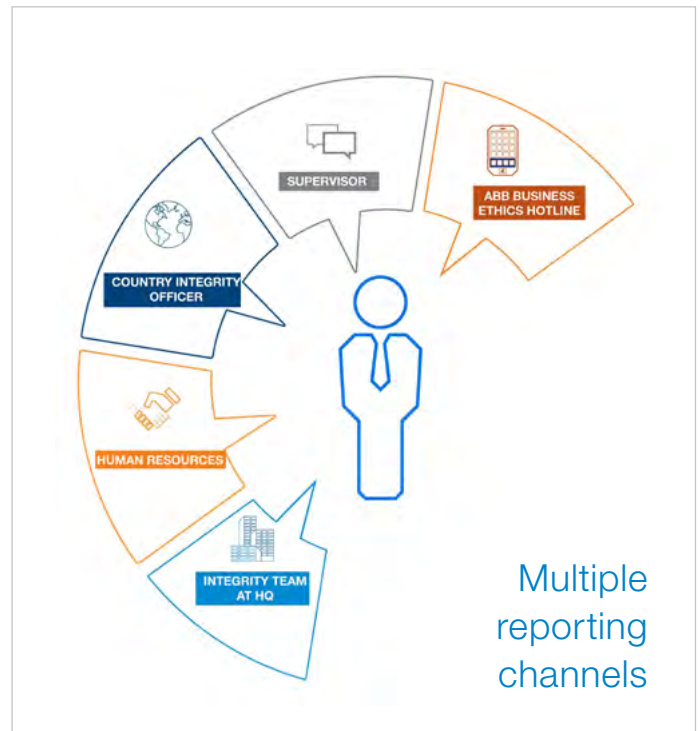 SUPERVISOR
ABB BUSINESS
ETHICS HOTLINE
COUNTRY INTEGRITY
OFFICER
HUMAN RESOURCES
INTEGRITY TEAM
AT HQ
Multiple
reporting
channels